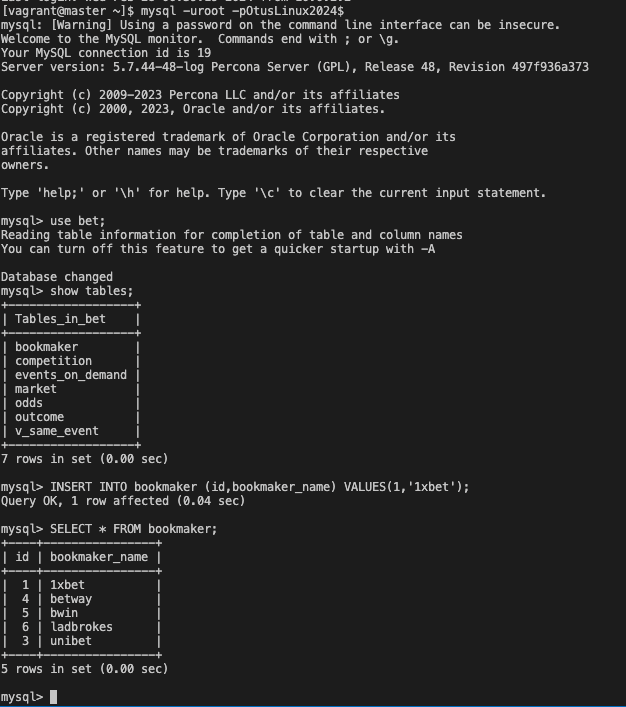 [vagrant@master ~]$ mysql -uroot -pOtusLinux2024$
mysql: [Warning] Using a password on the command line interface can be insecure.
Welcome to the MySQL monitor.  Commands end with ; or \g.
Your MySQL connection id is 19
Server version: 5.7.44-48-log Percona Server (GPL), Release 48, Revision 497f936a373

Copyright (c) 2009-2023 Percona LLC and/or its affiliates
Copyright (c) 2000, 2023, Oracle and/or its affiliates.

Oracle is a registered trademark of Oracle Corporation and/or its
affiliates. Other names may be trademarks of their respective
owners.

Type 'help;' or '\h' for help. Type '\c' to clear the current input statement.

mysql> use bet;
Reading table information for completion of table and column names
You can turn off this feature to get a quicker startup with -A

Database changed
mysql> show tables;
+------------------+
| Tables_in_bet    |
+------------------+
| bookmaker        |
| competition      |
| events_on_demand |
| market           |
| odds             |
| outcome          |
| v_same_event     |
+------------------+
7 rows in set (0.00 sec)

mysql> INSERT INTO bookmaker (id,bookmaker_name) VALUES(1,'1xbet');
Query OK, 1 row affected (0.04 sec)

mysql> SELECT * FROM bookmaker;
+----+----------------+
| id | bookmaker_name |
+----+----------------+
|  1 | 1xbet          |
|  4 | betway         |
|  5 | bwin           |
|  6 | ladbrokes      |
|  3 | unibet         |
+----+----------------+
5 rows in set (0.00 sec)

mysql>